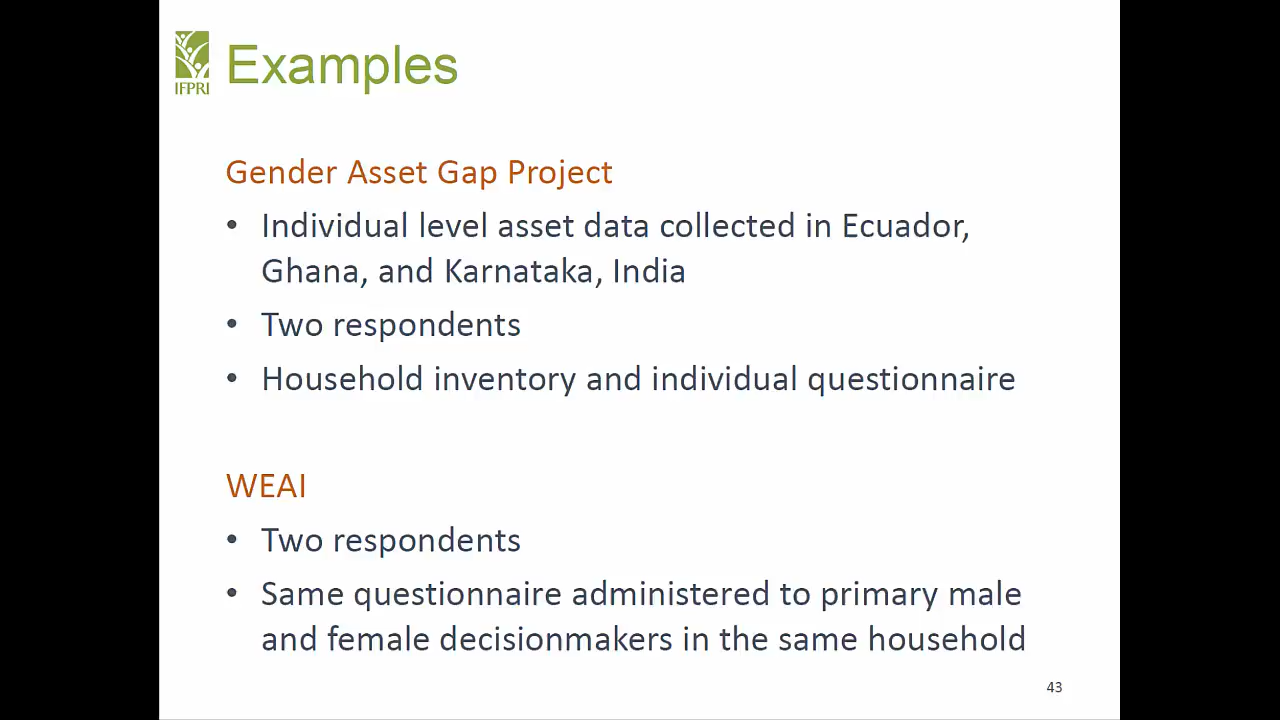 IFPRI
Examples
Gender Asset Gap Project
• Individual level asset data collected in Ecuador,
Ghana, and Karnataka, India
• Two respondents
• Household inventory and individual questionnaire
WEAI
• Two respondents
• Same questionnaire administered to primary male
and female decisionmakers in the same household
43